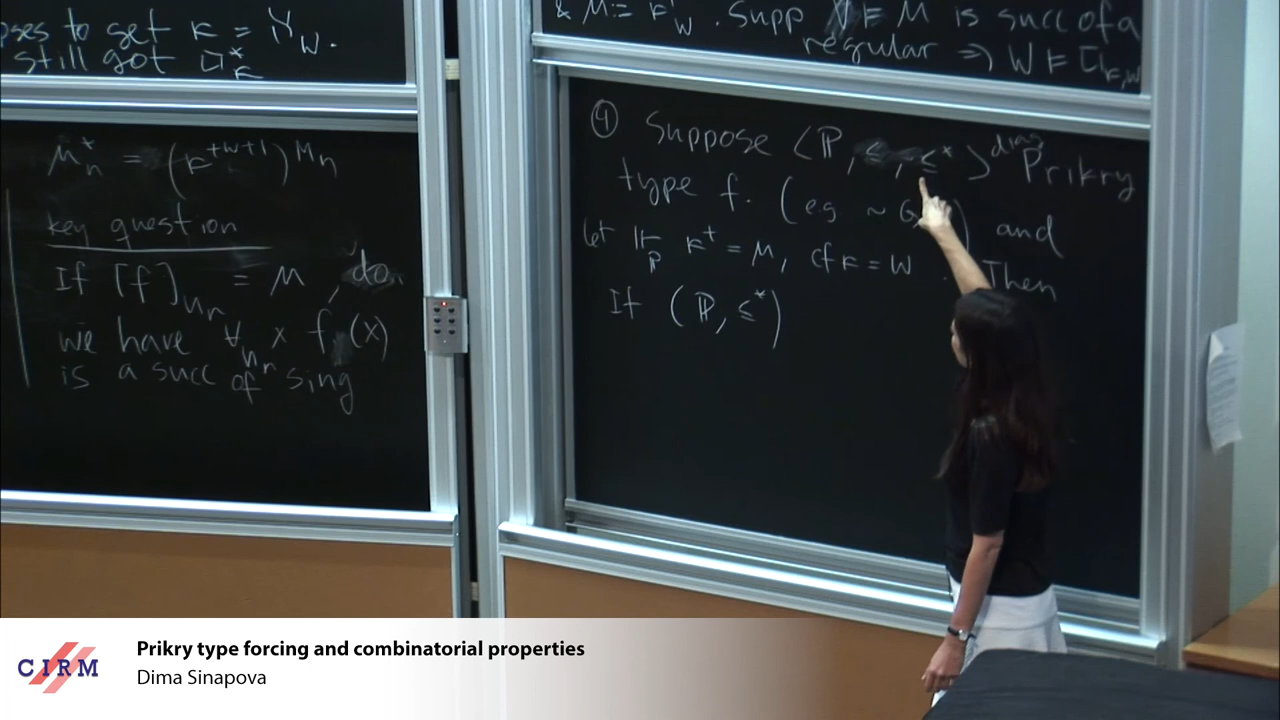 ses to get κ = ℵ_ω.
still got □*_κ
μ*_n = (κ^{+ω+1})^{M_n}
key question
If [f]_{U_n} = μ, do
we have ∀_{U_n} x f(x)
is a succ of sing
& μ := κ'_W. Supp V ⊨ μ is succ of a
regular ⇒ W ⊨ □_{κ,ω}
④ Suppose (ℙ, ≤, ≤*) diag Prikry
type f. (eg ~ G ) and
let ⊩_ℙ κ⁺ = μ, cf κ = ω . Then
If (ℙ, ≤*)
CIRM
Prikry type forcing and combinatorial properties
Dima Sinapova